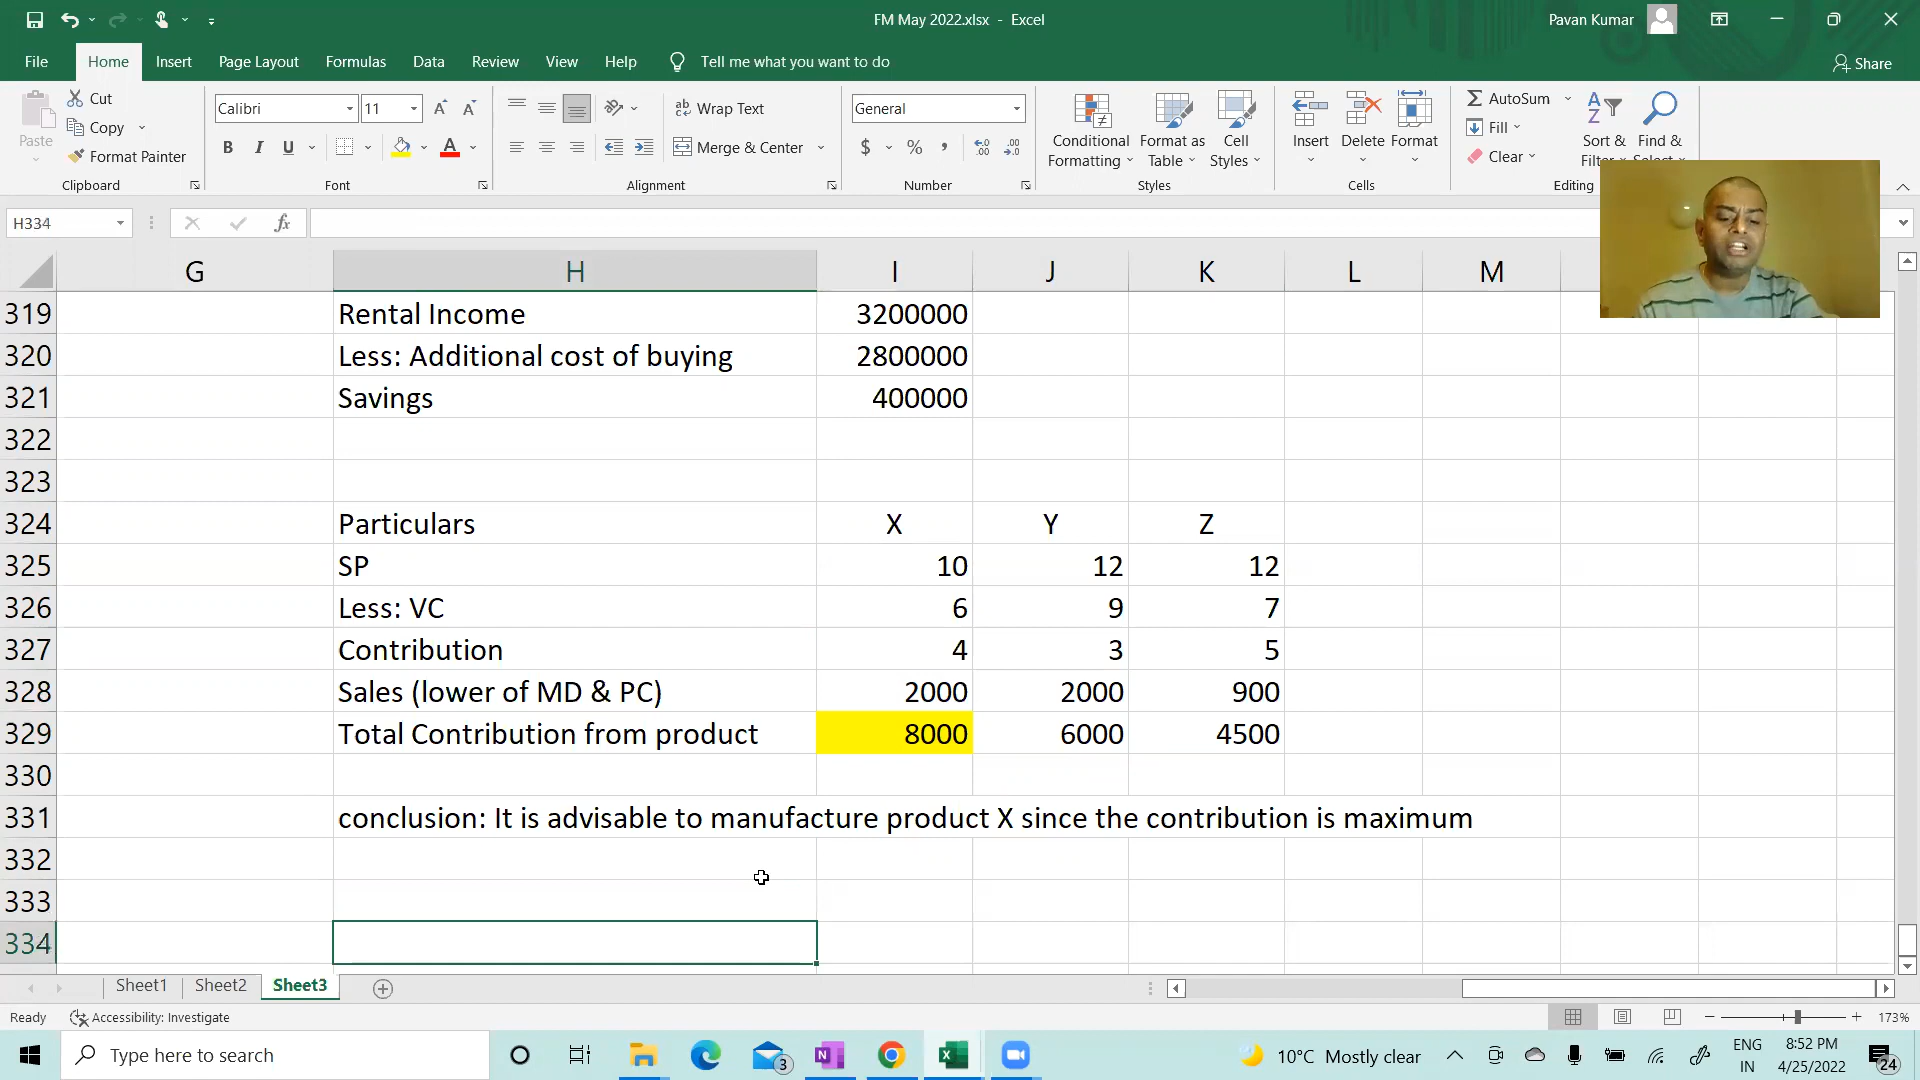 FM May 2022.xlsx - Excel
Pavan Kumar
File Home Insert Page Layout Formulas Data Review View Help Tell me what you want to do Share
Paste Cut Copy Format Painter Clipboard
Calibri 11 B I U A Font
ab Wrap Text Merge & Center Alignment
General $ % , Number
Conditional Formatting Format as Table Cell Styles Styles
Insert Delete Format Cells
AutoSum Fill Clear Sort & Filter Find & Select Editing
H334 fx
G H I J K L M
319 Rental Income 3200000
320 Less: Additional cost of buying 2800000
321 Savings 400000
322
323
324 Particulars X Y Z
325 SP 10 12 12
326 Less: VC 6 9 7
327 Contribution 4 3 5
328 Sales (lower of MD & PC) 2000 2000 900
329 Total Contribution from product 8000 6000 4500
330
331 conclusion: It is advisable to manufacture product X since the contribution is maximum
332
333
334
Sheet1 Sheet2 Sheet3
Ready Accessibility: Investigate 173%
Type here to search 3 10°C Mostly clear ENG IN 8:52 PM 4/25/2022 24